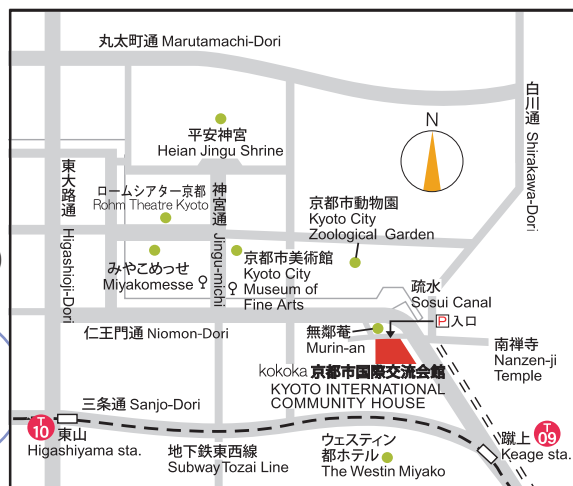 丸太町通 Marutamachi-Dori
白川通 Shirakawa-Dori
N
平安神宮
Heian Jingu Shrine
東大路通 Higashioji-Dori
ロームシアター京都
Rohm Theatre Kyoto
神宮通 Jingu-michi
京都市動物園
Kyoto City
Zoological Garden
みやこめっせ
Miyakomesse
京都市美術館
Kyoto City
Museum of
Fine Arts
疏水
Sosui Canal
P入口
仁王門通 Niomon-Dori
無鄰菴
Murin-an
南禅寺
Nanzen-ji
Temple
kokoka 京都市国際交流会館
KYOTO INTERNATIONAL
COMMUNITY HOUSE
三条通 Sanjo-Dori
T
10
東山
Higashiyama sta.
地下鉄東西線
Subway Tozai Line
ウェスティン
都ホテル
The Westin Miyako
蹴上
Keage sta.
T
09